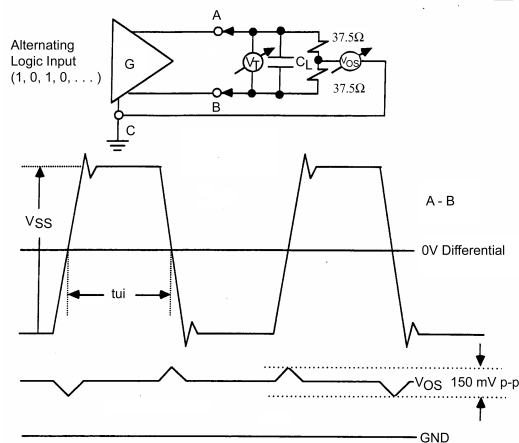 A
Alternating
Logic Input
(1, 0, 1, 0, . . . )
G
VT
CL
37.5Ω
VOS
37.5Ω
B
C
VSS
A - B
0V Differential
tui
VOS 150 mV p-p
GND